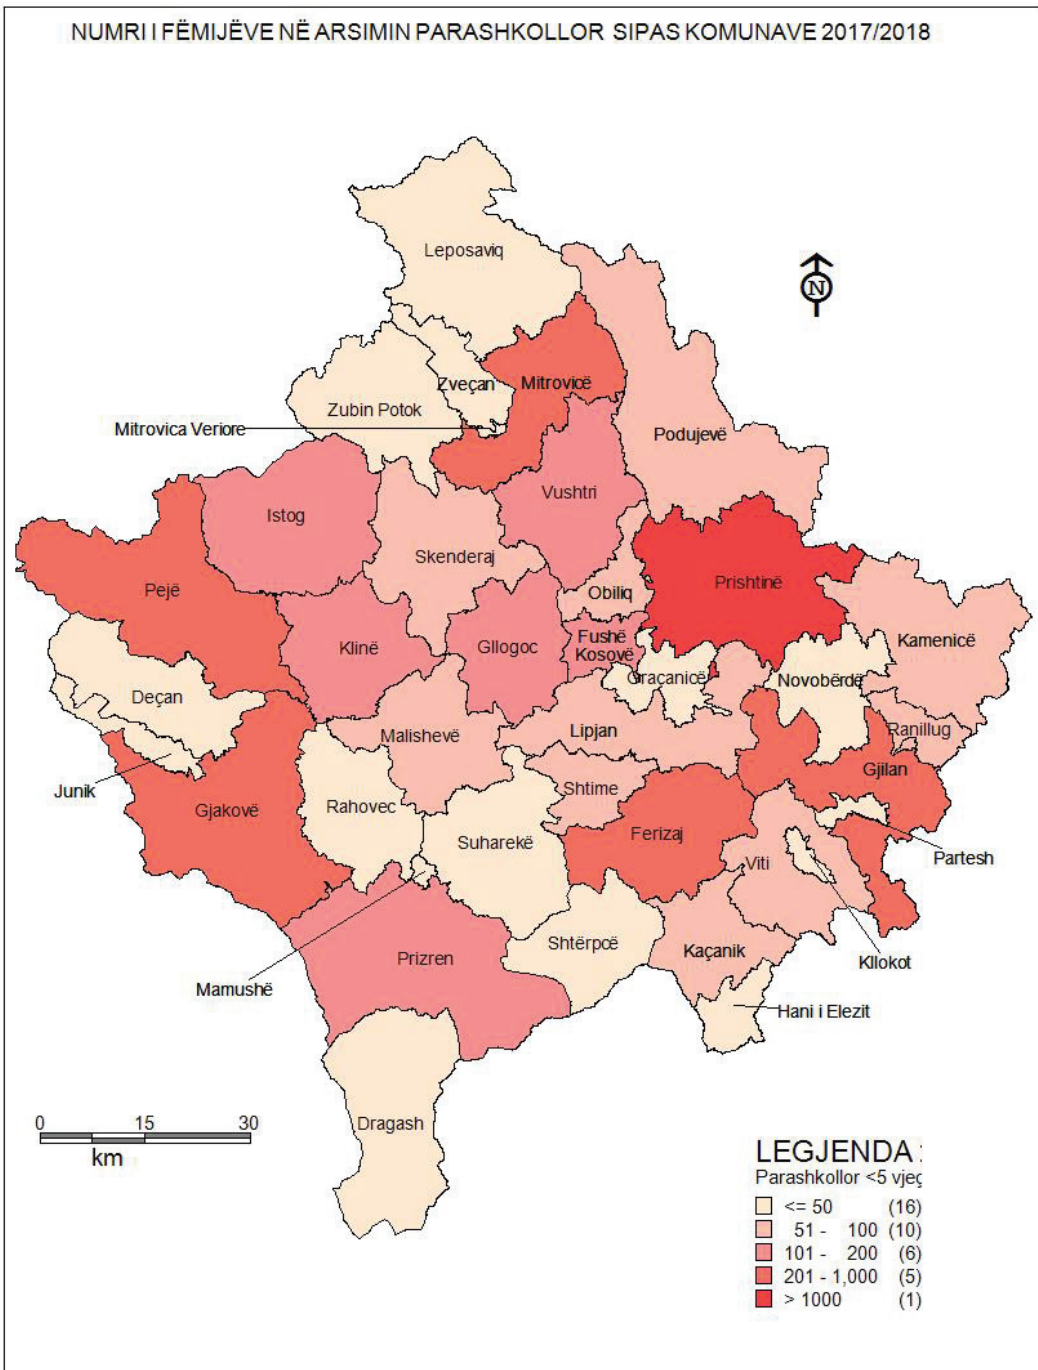 NUMRI I FËMIJËVE NË ARSIMIN PARASHKOLLOR SIPAS KOMUNAVE 2017/2018
Leposaviq
N
Zveçan
Mitrovicë
Zubin Potok
Mitrovica Veriore
Podujevë
Vushtri
Istog
Skenderaj
Pejë
Obiliq
Prishtinë
Klinë
Gllogoc
Fushë
Kosovë
Kamenicë
Graçanicë
Novobërdë
Deçan
Malishevë
Lipjan
Ranillug
Junik
Gjakovë
Rahovec
Shtime
Gjilan
Suharekë
Ferizaj
Viti
Partesh
Shtërpcë
Kaçanik
Prizren
Kllokot
Mamushë
Hani i Elezit
Dragash
0 15 30
km
LEGJENDA :
Parashkollor <5 vjeç
<= 50 (16)
51 - 100 (10)
101 - 200 (6)
201 - 1,000 (5)
> 1000 (1)